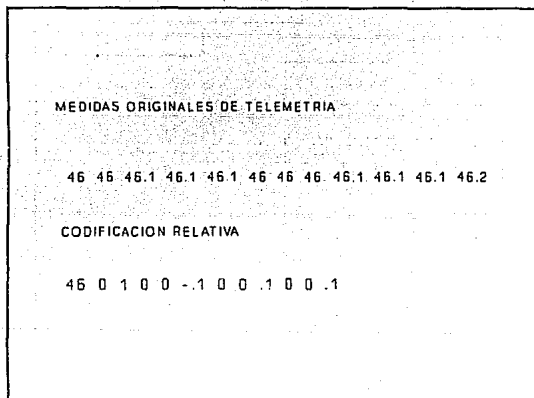 MEDIDAS ORIGINALES DE TELEMETRIA
46 46 46.1 46.1 46.1 46 46 46 46.1 46.1 46.1 46.2
CODIFICACION RELATIVA
46 0 1 0 0 -.1 0 0 .1 0 0 .1